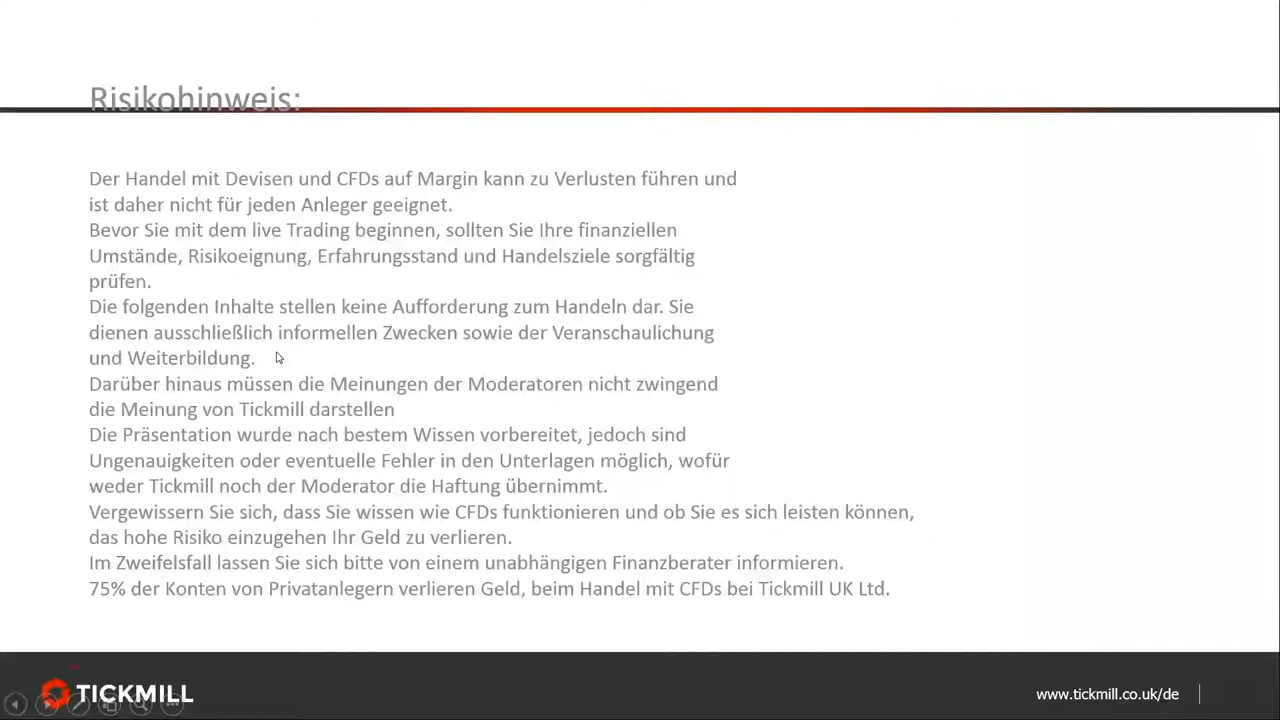 Risikohinweis:
Der Handel mit Devisen und CFDs auf Margin kann zu Verlusten führen und
ist daher nicht für jeden Anleger geeignet.
Bevor Sie mit dem live Trading beginnen, sollten Sie Ihre finanziellen
Umstände, Risikoeignung, Erfahrungsstand und Handelsziele sorgfältig
prüfen.
Die folgenden Inhalte stellen keine Aufforderung zum Handeln dar. Sie
dienen ausschließlich informellen Zwecken sowie der Veranschaulichung
und Weiterbildung.
Darüber hinaus müssen die Meinungen der Moderatoren nicht zwingend
die Meinung von Tickmill darstellen
Die Präsentation wurde nach bestem Wissen vorbereitet, jedoch sind
Ungenauigkeiten oder eventuelle Fehler in den Unterlagen möglich, wofür
weder Tickmill noch der Moderator die Haftung übernimmt.
Vergewissern Sie sich, dass Sie wissen wie CFDs funktionieren und ob Sie es sich leisten können,
das hohe Risiko einzugehen Ihr Geld zu verlieren.
Im Zweifelsfall lassen Sie sich bitte von einem unabhängigen Finanzberater informieren.
75% der Konten von Privatanlegern verlieren Geld, beim Handel mit CFDs bei Tickmill UK Ltd.
TICKMILL
www.tickmill.co.uk/de